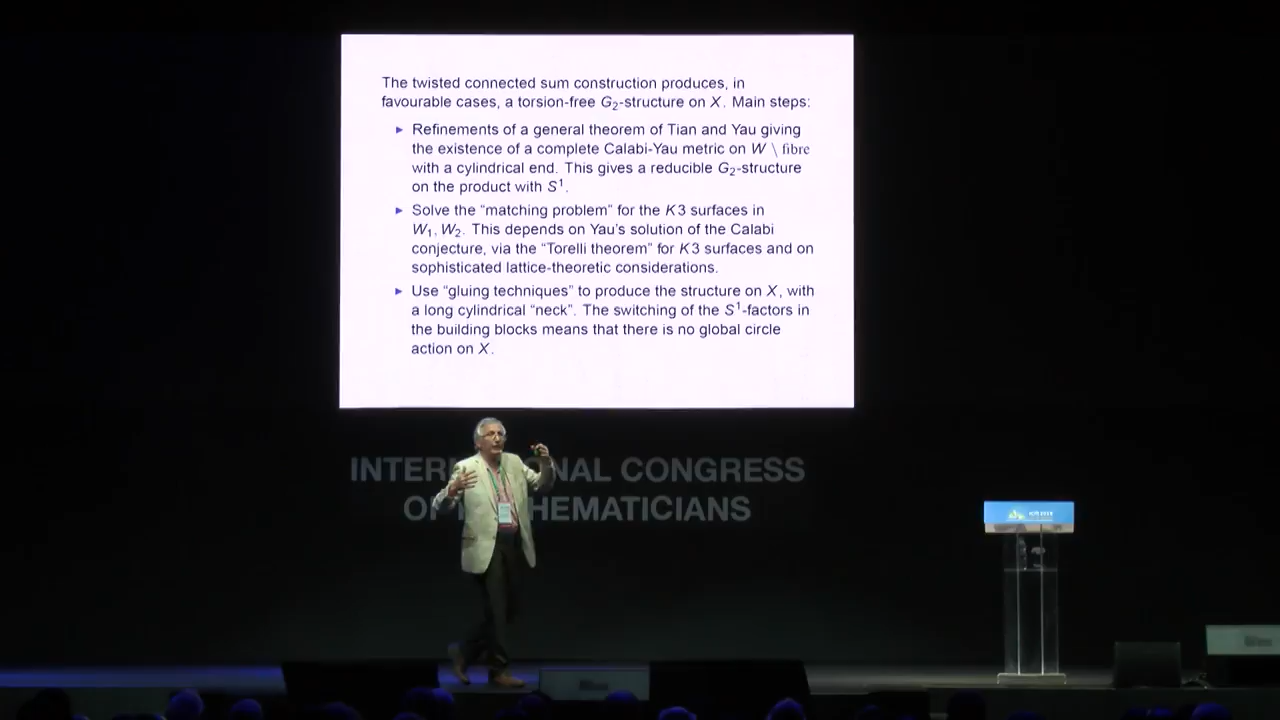 The twisted connected sum construction produces, in
favourable cases, a torsion-free G₂-structure on X. Main steps:
► Refinements of a general theorem of Tian and Yau giving
the existence of a complete Calabi-Yau metric on W \ fibre
with a cylindrical end. This gives a reducible G₂-structure
on the product with S¹.
► Solve the “matching problem” for the K3 surfaces in
W₁, W₂. This depends on Yau’s solution of the Calabi
conjecture, via the “Torelli theorem” for K3 surfaces and on
sophisticated lattice-theoretic considerations.
► Use “gluing techniques” to produce the structure on X, with
a long cylindrical “neck”. The switching of the S¹-factors in
the building blocks means that there is no global circle
action on X.
INTER NAL CONGRESS
OF HEMATICIANS